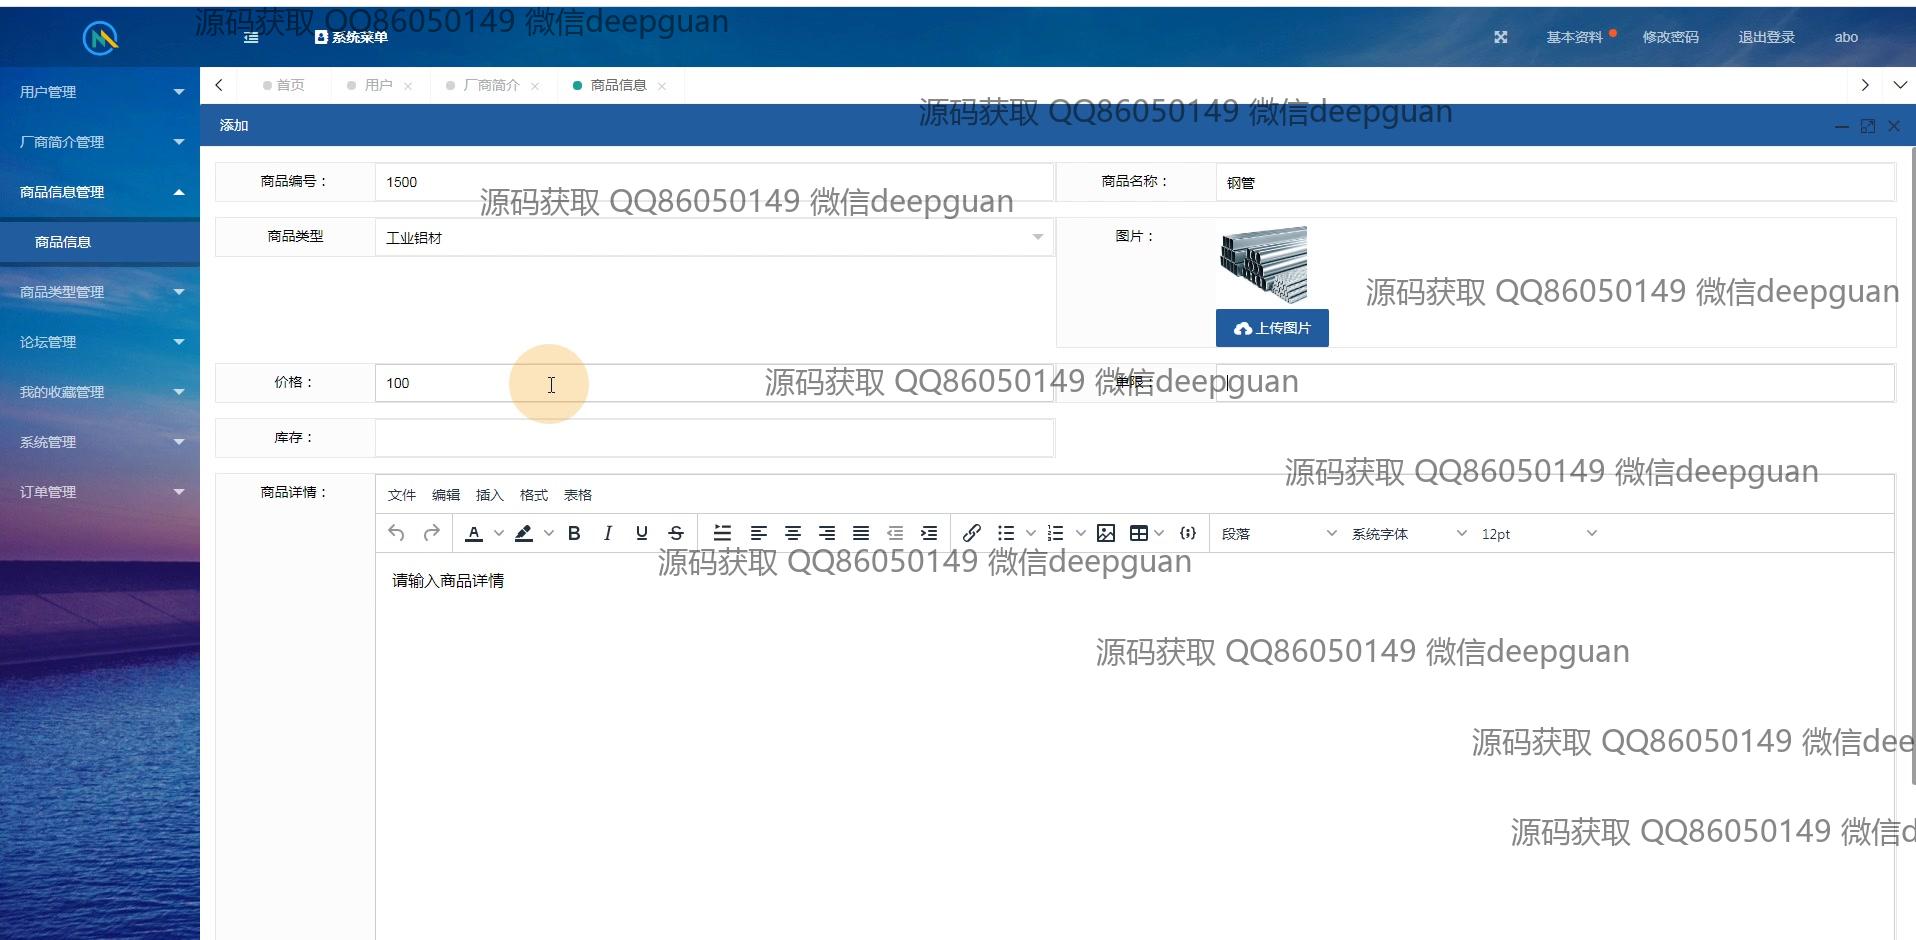 源码获取 QQ86050149 微信deepguan
系统菜单
基本资料
修改密码
退出登录
abo
用户管理
厂商简介管理
商品信息管理
商品信息
商品类型管理
论坛管理
我的收藏管理
系统管理
订单管理
首页
用户
厂商简介
商品信息
源码获取 QQ86050149 微信deepguan
添加
商品编号：
1500
商品名称：
钢管
源码获取 QQ86050149 微信deepguan
商品类型
工业铝材
图片：
源码获取 QQ86050149 微信deepguan
上传图片
价格：
100
源码获取 QQ86050149 微信deepguan
单限：
库存：
源码获取 QQ86050149 微信deepguan
商品详情：
文件 编辑 插入 格式 表格
段落 系统字体 12pt
源码获取 QQ86050149 微信deepguan
请输入商品详情
源码获取 QQ86050149 微信deepguan
源码获取 QQ86050149 微信dee
源码获取 QQ86050149 微信d